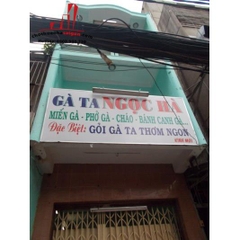 GÀ TA NGỌC HÀ
MIẾN GÀ - PHỞ GÀ - CHÁO - BÁNH CANH GÀ
Đặc Biệt: GỎI GÀ TA THƠM NGON